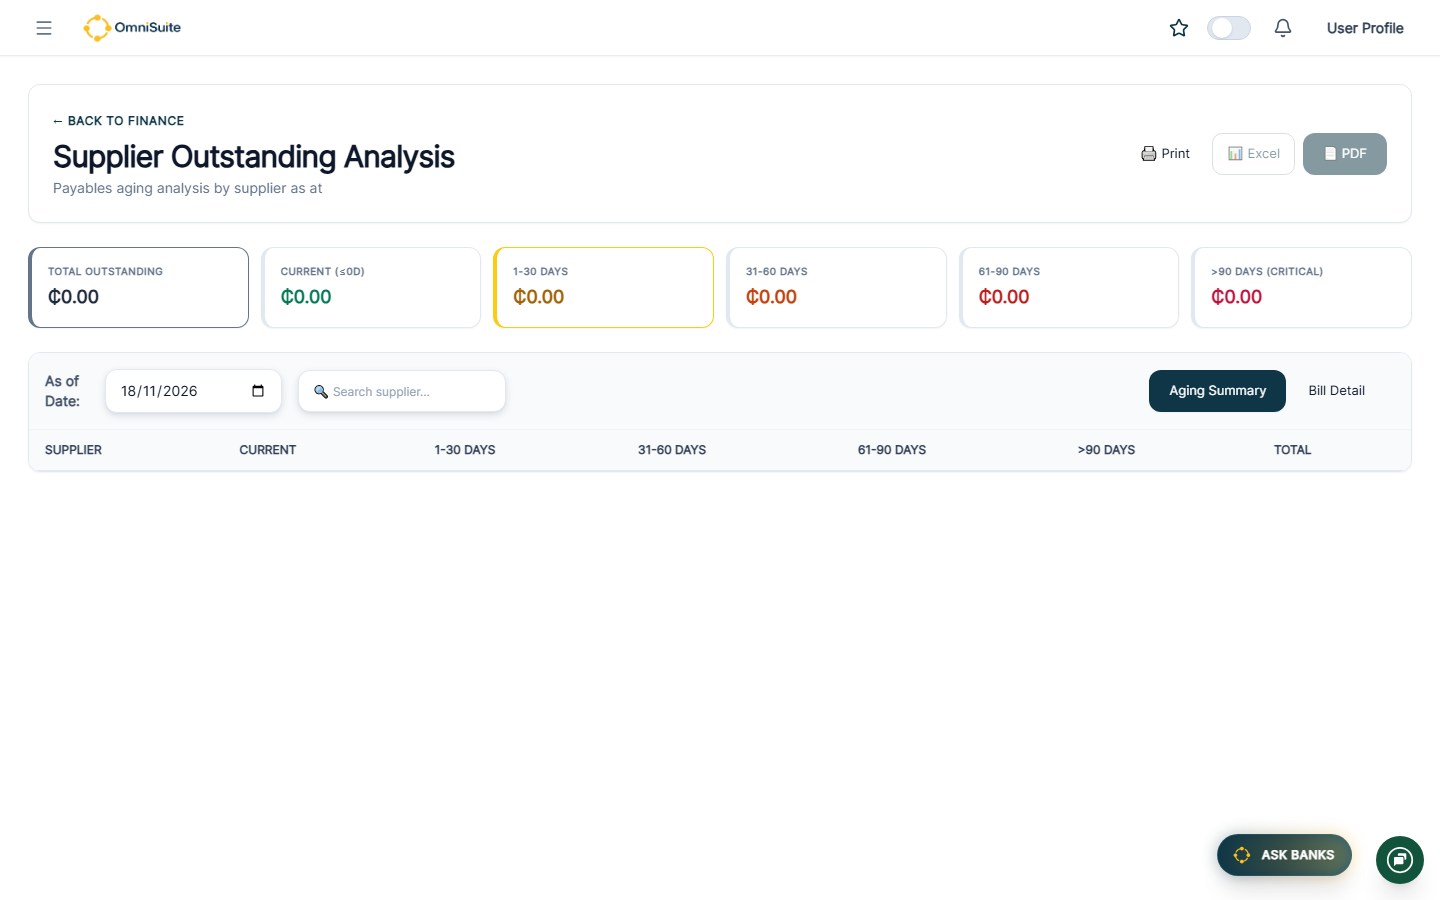 OmniSuite
User Profile
← BACK TO FINANCE
Supplier Outstanding Analysis
Payables aging analysis by supplier as at
Print
Excel
PDF
TOTAL OUTSTANDING
₵0.00
CURRENT (≤0D)
₵0.00
1-30 DAYS
₵0.00
31-60 DAYS
₵0.00
61-90 DAYS
₵0.00
>90 DAYS (CRITICAL)
₵0.00
As of
Date:
18/11/2026
Search supplier...
Aging Summary
Bill Detail
SUPPLIER CURRENT 1-30 DAYS 31-60 DAYS 61-90 DAYS >90 DAYS TOTAL
ASK BANKS